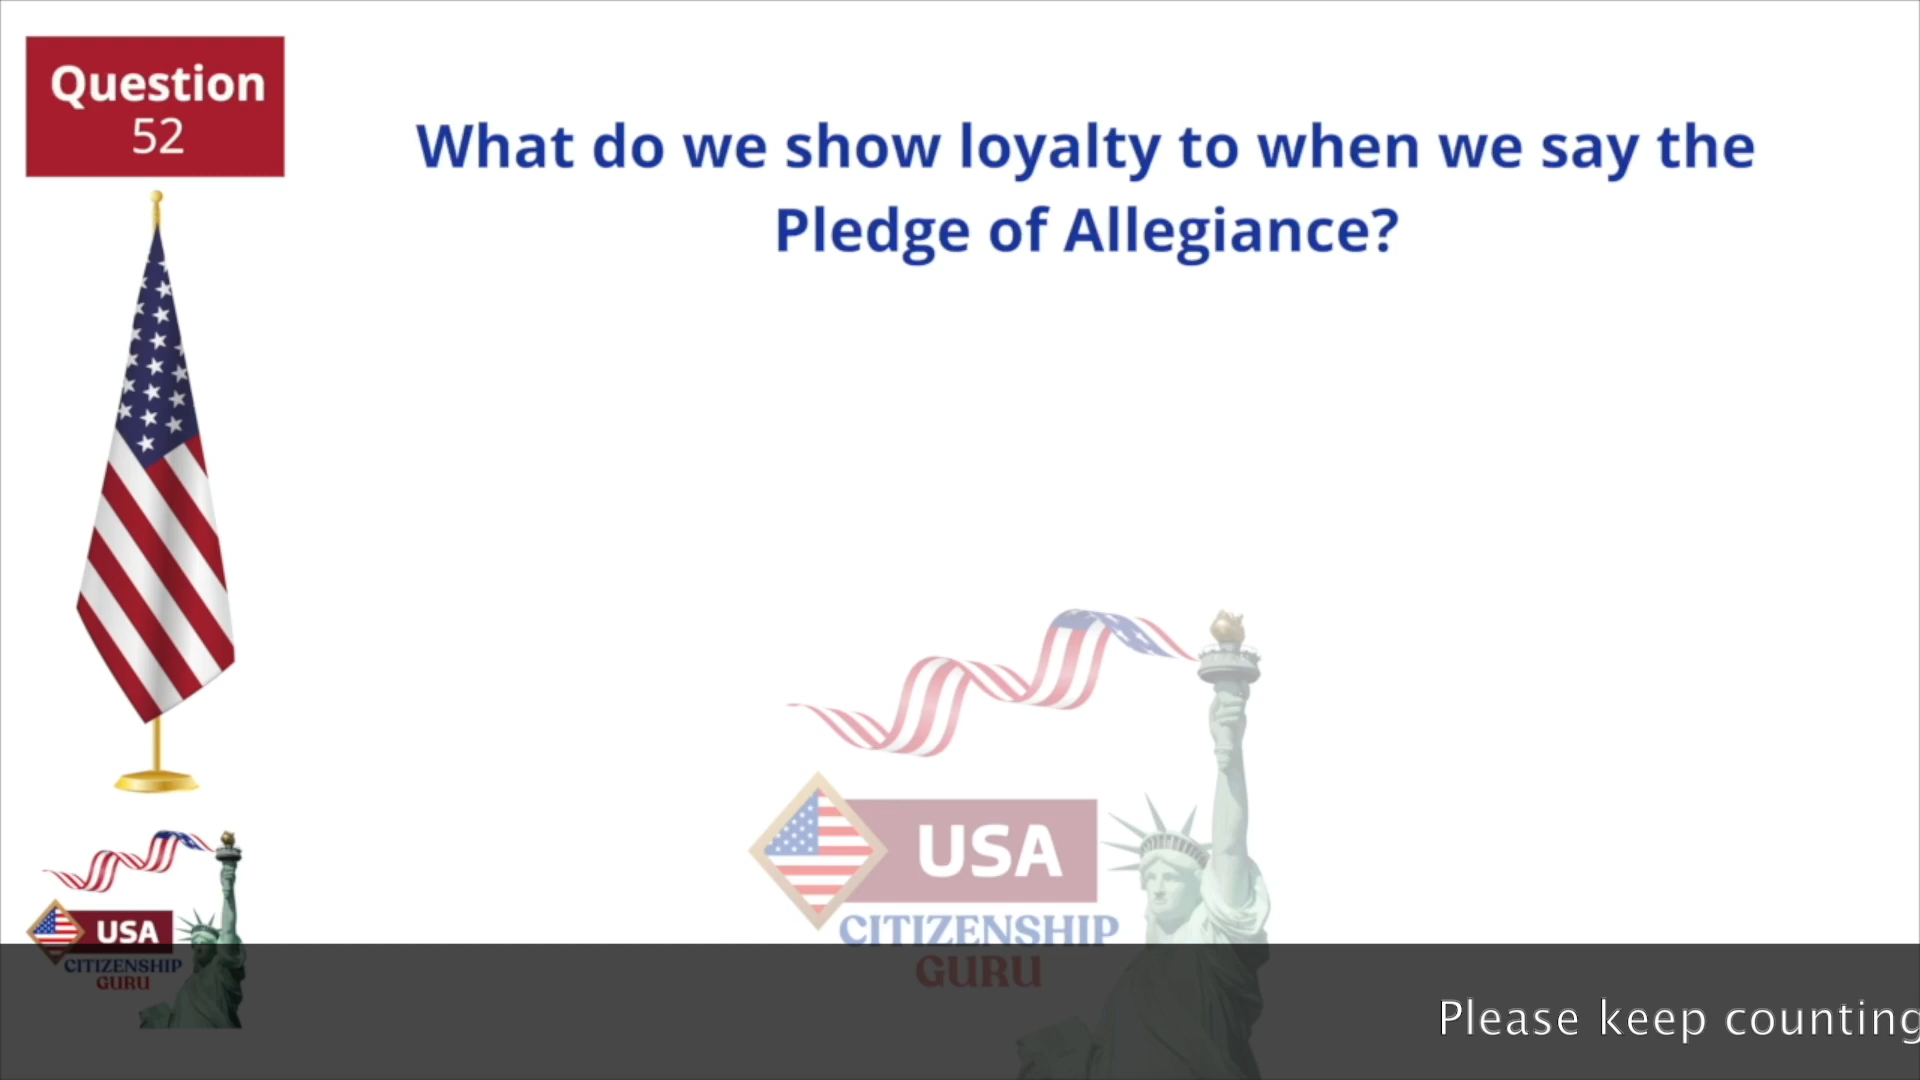 Question
52
What do we show loyalty to when we say the
Pledge of Allegiance?
USA
CITIZENSHIP
GURU
USA
CITIZENSHIP
GURU
Please keep counting